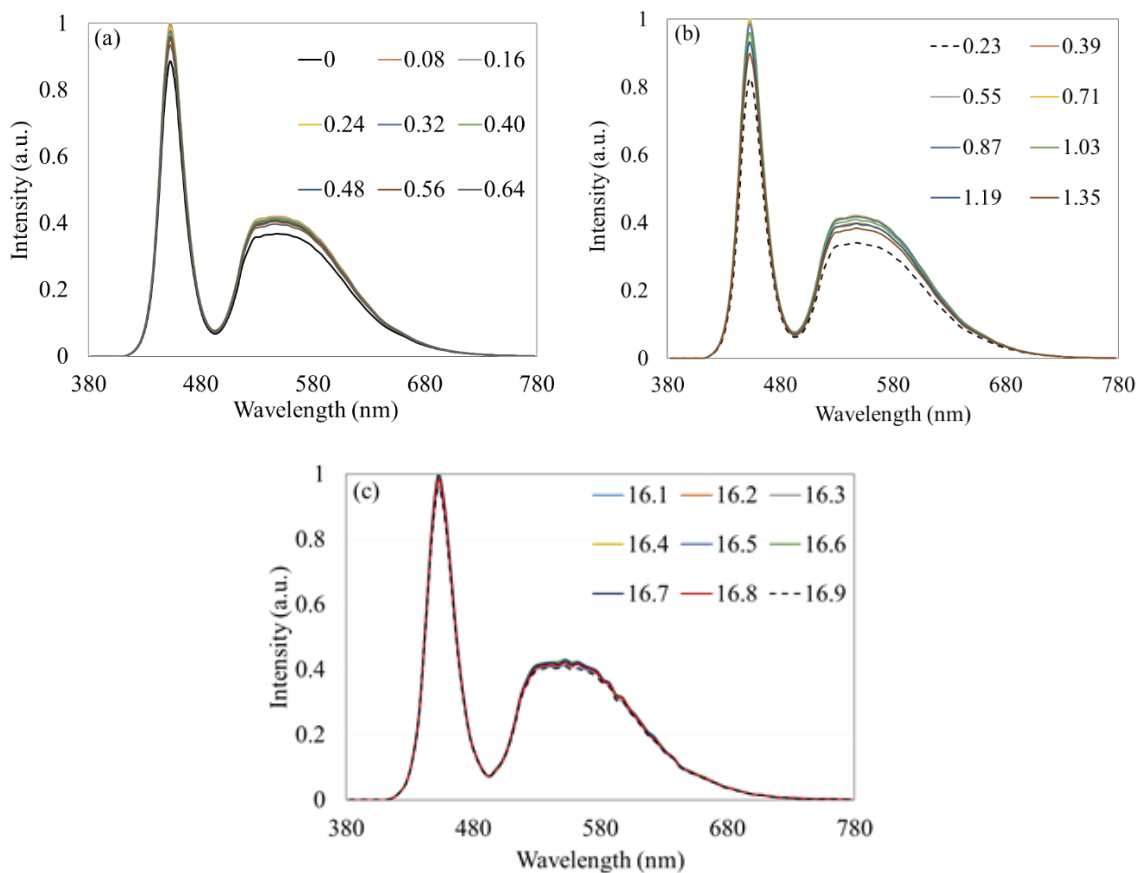 (a)
0 0.08 0.16
0.24 0.32 0.40
0.48 0.56 0.64
1
0.8
0.6
0.4
0.2
0
Intensity (a.u.)
380 480 580 680 780
Wavelength (nm)
(b)
0.23 0.39
0.55 0.71
0.87 1.03
1.19 1.35
1
0.8
0.6
0.4
0.2
0
Intensity (a.u.)
380 480 580 680 780
Wavelength (nm)
(c)
16.1 16.2 16.3
16.4 16.5 16.6
16.7 16.8 16.9
1
0.8
0.6
0.4
0.2
0
Intensity (a.u.)
380 480 580 680 780
Wavelength (nm)